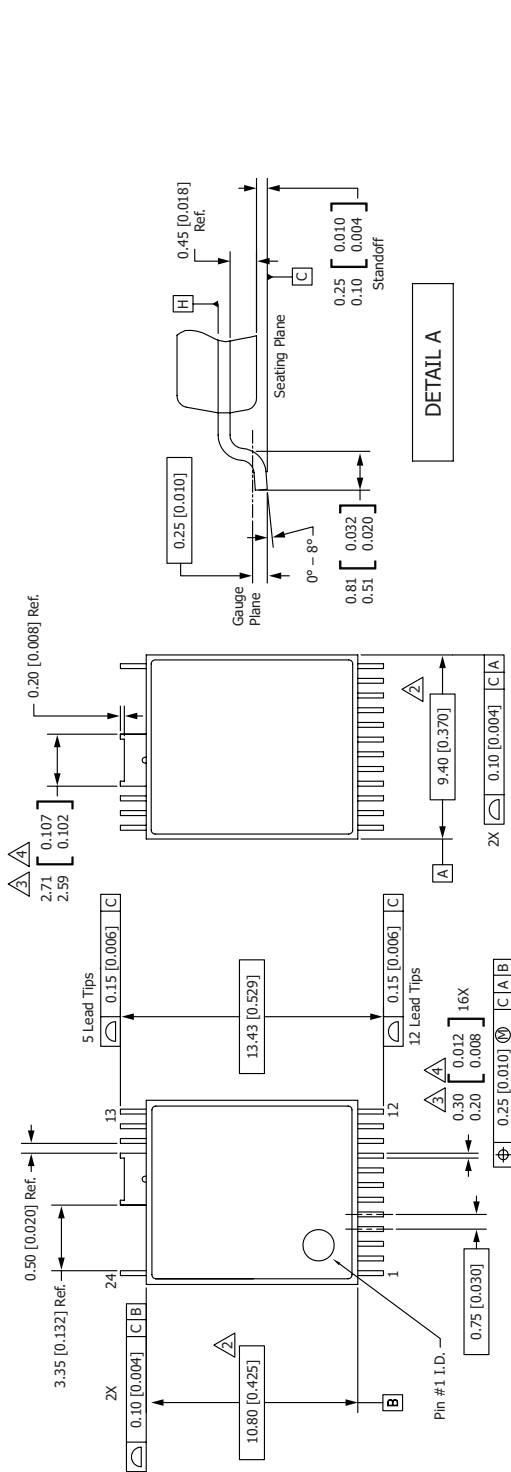 3.35 [0.132] Ref.
0.50 [0.020] Ref.
24
13
2X
0.10 [0.004] C B
2
10.80 [0.425]
B
Pin #1 I.D.
1
12
0.75 [0.030]
5 Lead Tips
0.15 [0.006] C
13.43 [0.529]
0.15 [0.006] C
12 Lead Tips
3 4
0.30 [0.012
0.20 0.008] 16X
0.25 [0.010] Ⓜ C A B
3 4
2.71 [0.107
2.59 0.102]
0.20 [0.008] Ref.
A
9.40 [0.370]
2
2X
0.10 [0.004] C A
0.25 [0.010]
Gauge
Plane
H
0.45 [0.018]
Ref.
Seating Plane
C
0° – 8°
0.81 [0.032
0.51 0.020]
0.25 [0.010
0.10 0.004]
Standoff
DETAIL A